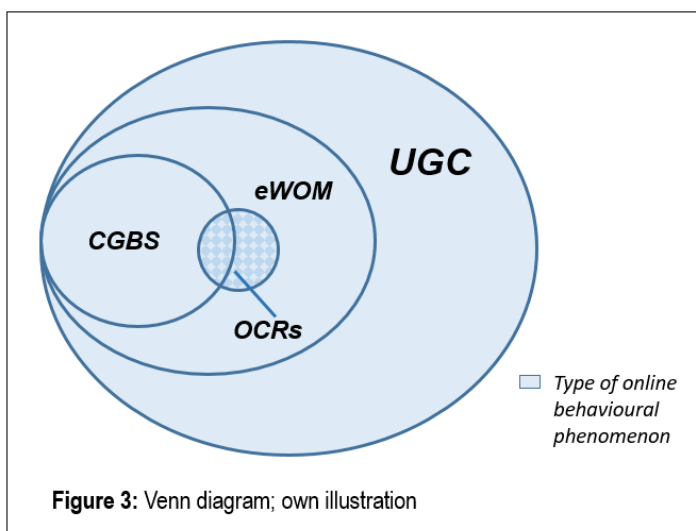 UGC
eWOM
CGBS
OCRs
Type of online
behavioural
phenomenon
Figure 3: Venn diagram; own illustration